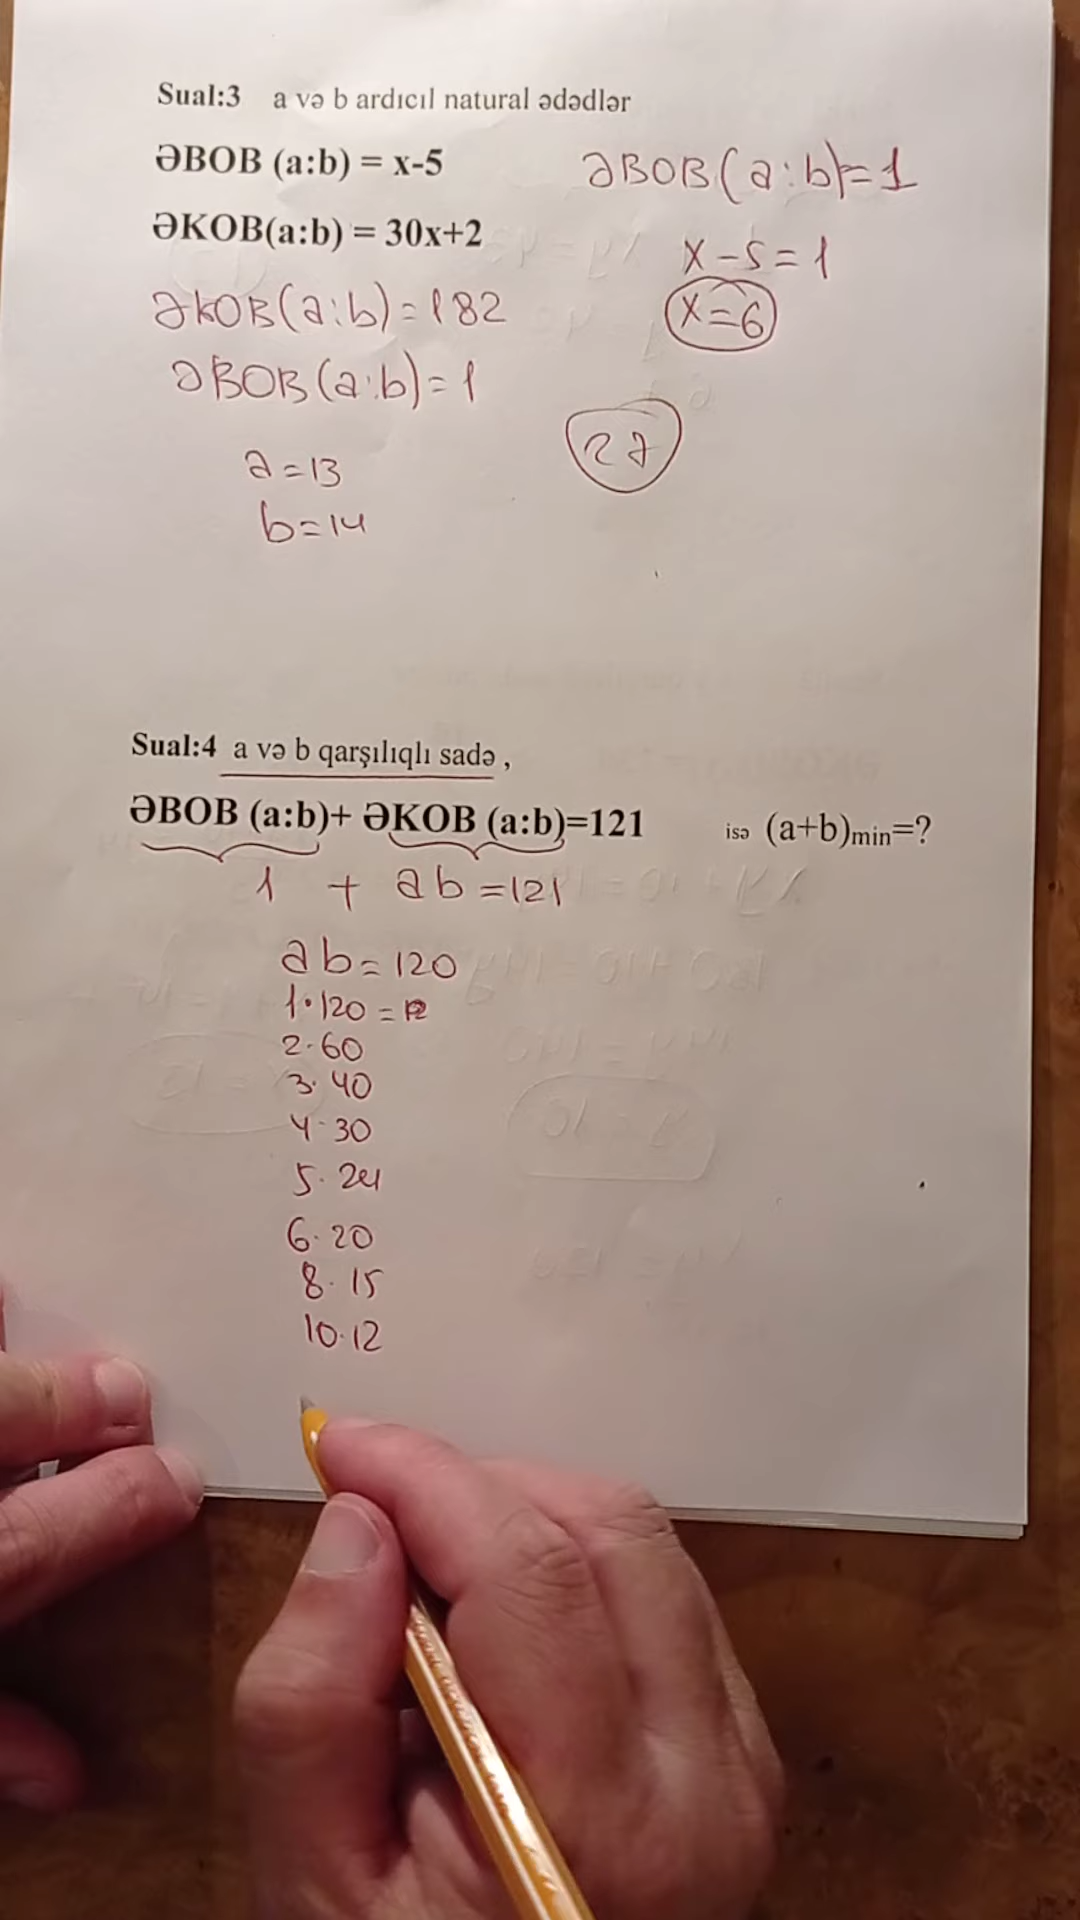 Sual:3 a və b ardıcıl natural ədədlər
ƏBOB (a:b) = x-5
ƏBOB(a:b)=1
ƏKOB(a:b) = 30x+2
x-5=1
ƏKOB(a:b)=182
x=6
ƏBOB(a:b)=1
27
a=13
b=14
Sual:4 a və b qarşılıqlı sadə ,
ƏBOB (a:b)+ ƏKOB (a:b)=121 isə (a+b)min=?
1 + ab=121
ab=120
1·120=
2·60
3·40
4·30
5·24
6·20
8·15
10·12